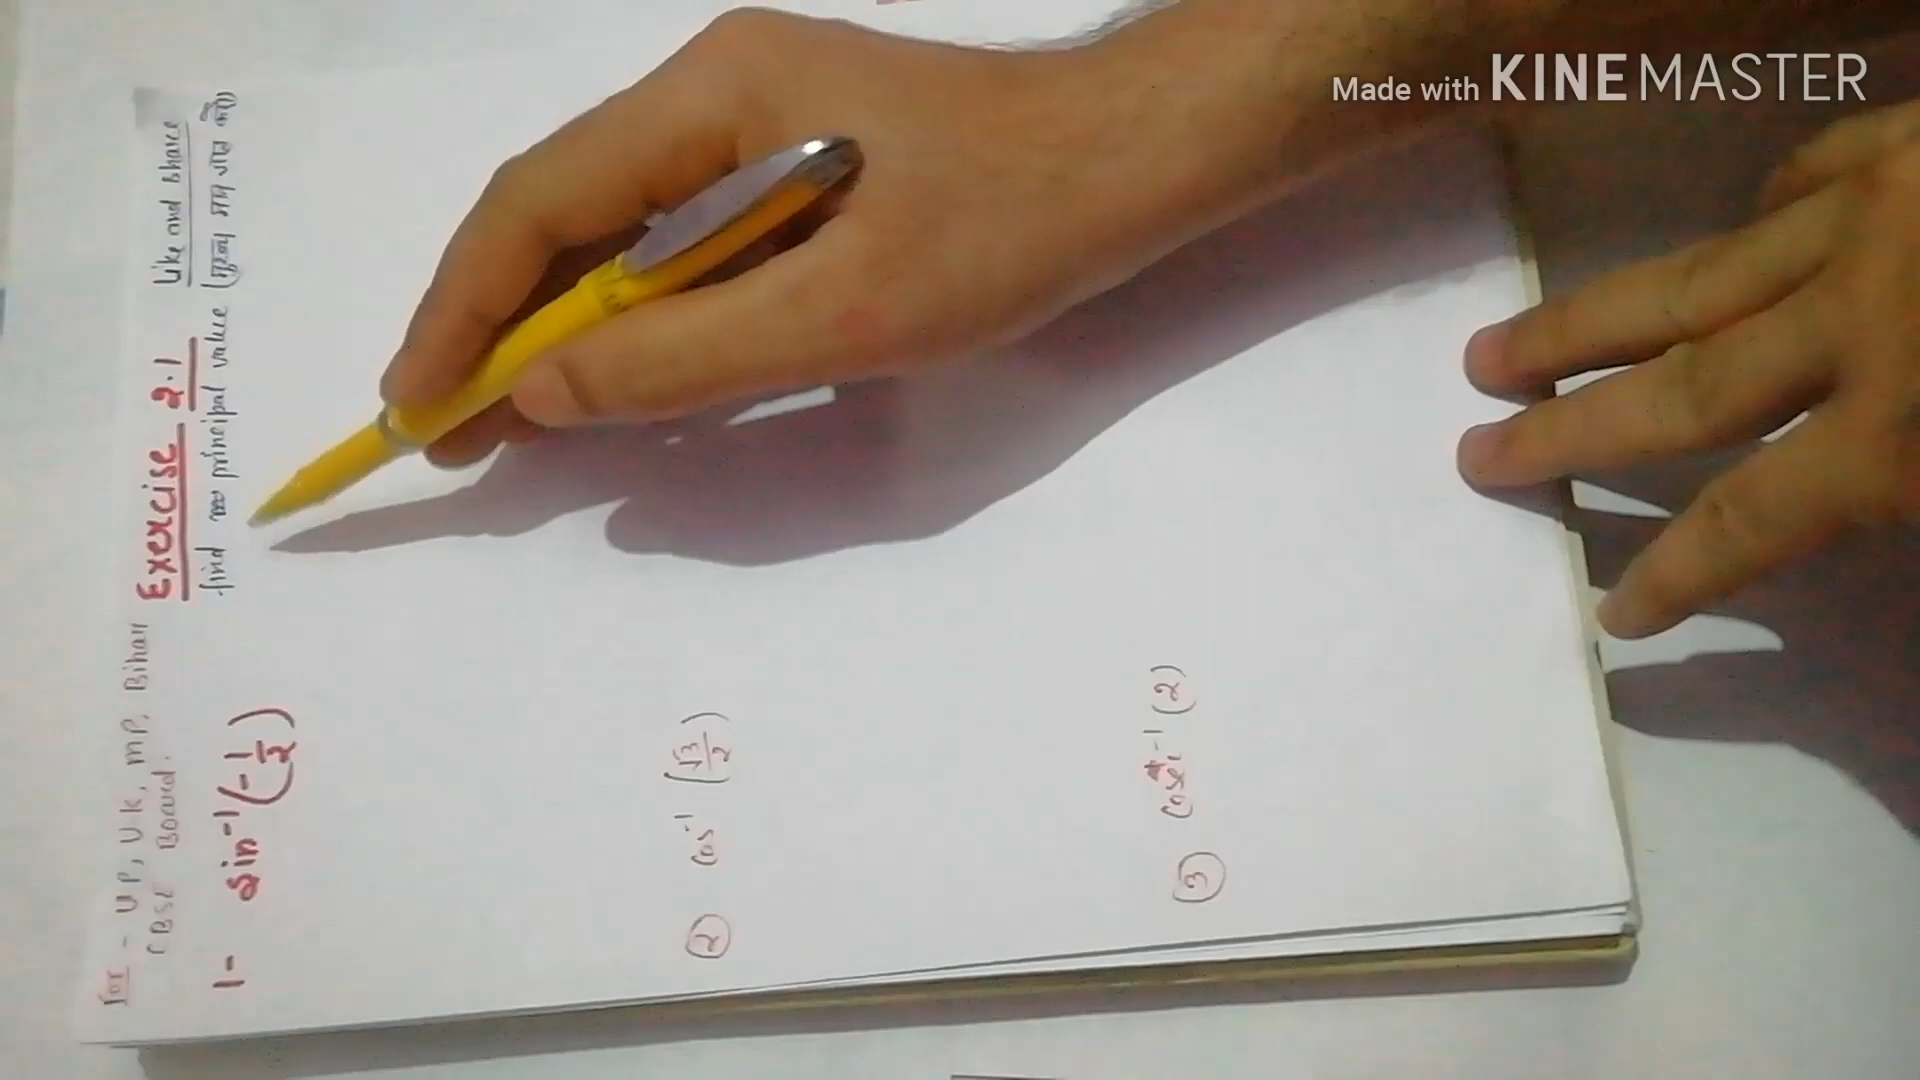 Made with KINEMASTER
for - UP, UK, MP, Bihar
CBSE Board.
Exercise 2.1
Like and Share
find principal value (मुख्य मान ज्ञात करें)
1- sin⁻¹(-1/2)
② cos⁻¹ (√3/2)
③ Cosec⁻¹ (2)